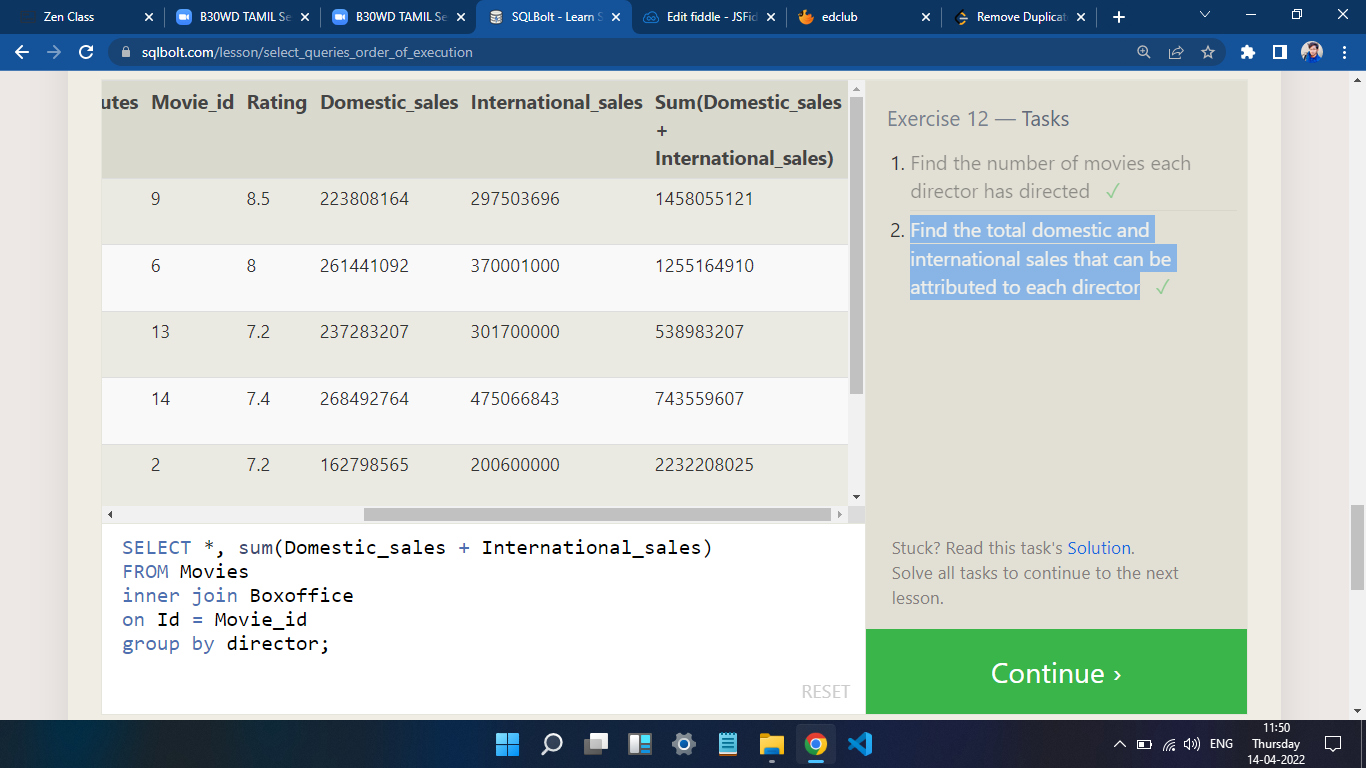 Zen Class
B30WD TAMIL Se
B30WD TAMIL Se
SQLBolt - Learn S
Edit fiddle - JSFid
edclub
Remove Duplicat
sqlbolt.com/lesson/select_queries_order_of_execution
utes Movie_id Rating Domestic_sales International_sales Sum(Domestic_sales
+
International_sales)
9 8.5 223808164 297503696 1458055121
6 8 261441092 370001000 1255164910
13 7.2 237283207 301700000 538983207
14 7.4 268492764 475066843 743559607
2 7.2 162798565 200600000 2232208025
SELECT *, sum(Domestic_sales + International_sales)
FROM Movies
inner join Boxoffice
on Id = Movie_id
group by director;
RESET
Exercise 12 — Tasks
1. Find the number of movies each
director has directed ✓
2. Find the total domestic and
international sales that can be
attributed to each director ✓
Stuck? Read this task's Solution.
Solve all tasks to continue to the next
lesson.
Continue ›
ENG
11:50
Thursday
14-04-2022